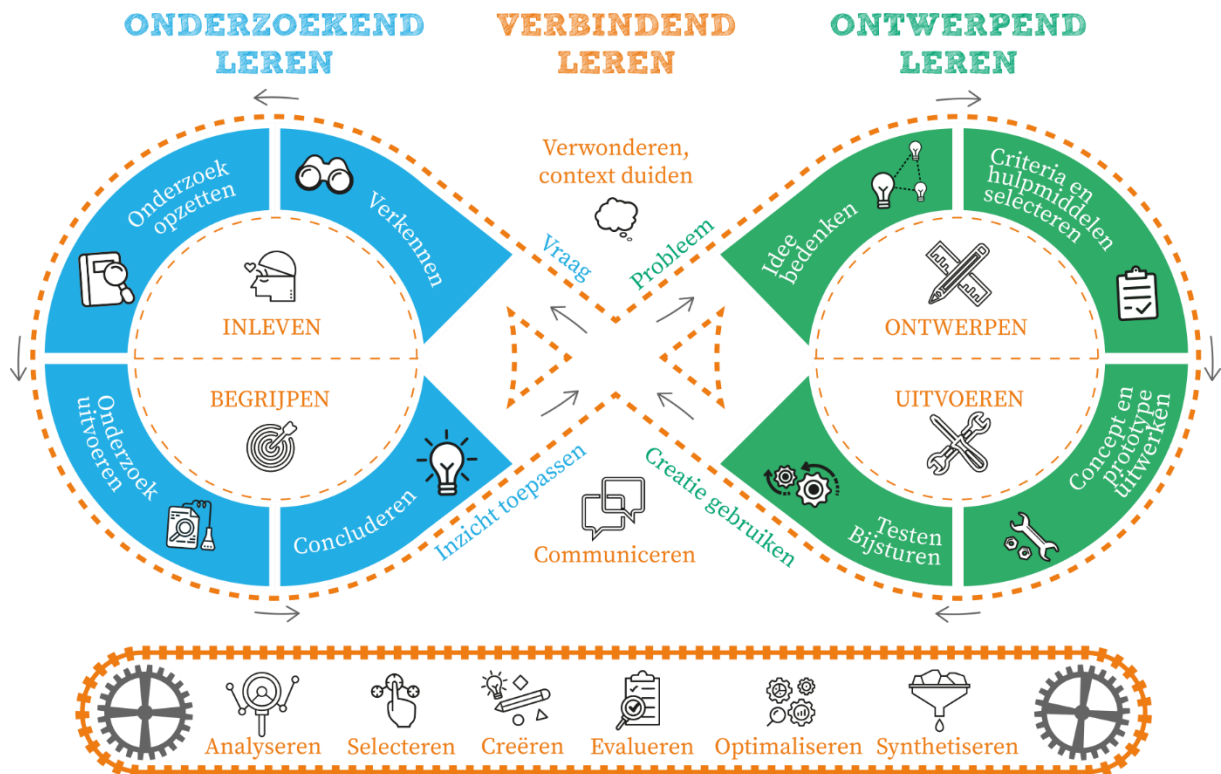 ONDERZOEKEND
LEREN
VERBINDEND
LEREN
ONTWERPEND
LEREN
Onderzoek
opzetten
Verkennen
INLEVEN
BEGRIJPEN
Onderzoek
uitvoeren
Concluderen
Verwonderen,
context duiden
Vraag
Probleem
Inzicht toepassen
Creatie gebruiken
Communiceren
Idee
bedenken
Criteria en
hulpmiddelen
selecteren
ONTWERPEN
UITVOEREN
Concept en
prototype
uitwerken
Testen
Bijsturen
Analyseren
Selecteren
Creëren
Evalueren
Optimaliseren
Synthetiseren